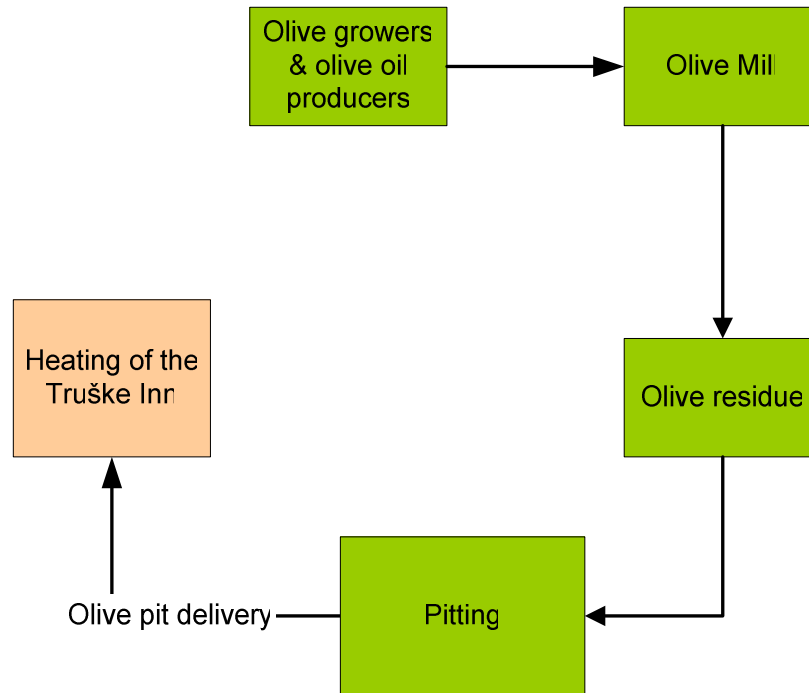 Olive growers
& olive oil
producers
Olive Mill
Heating of the
Truške Inn
Olive residue
Olive pit delivery
Pitting